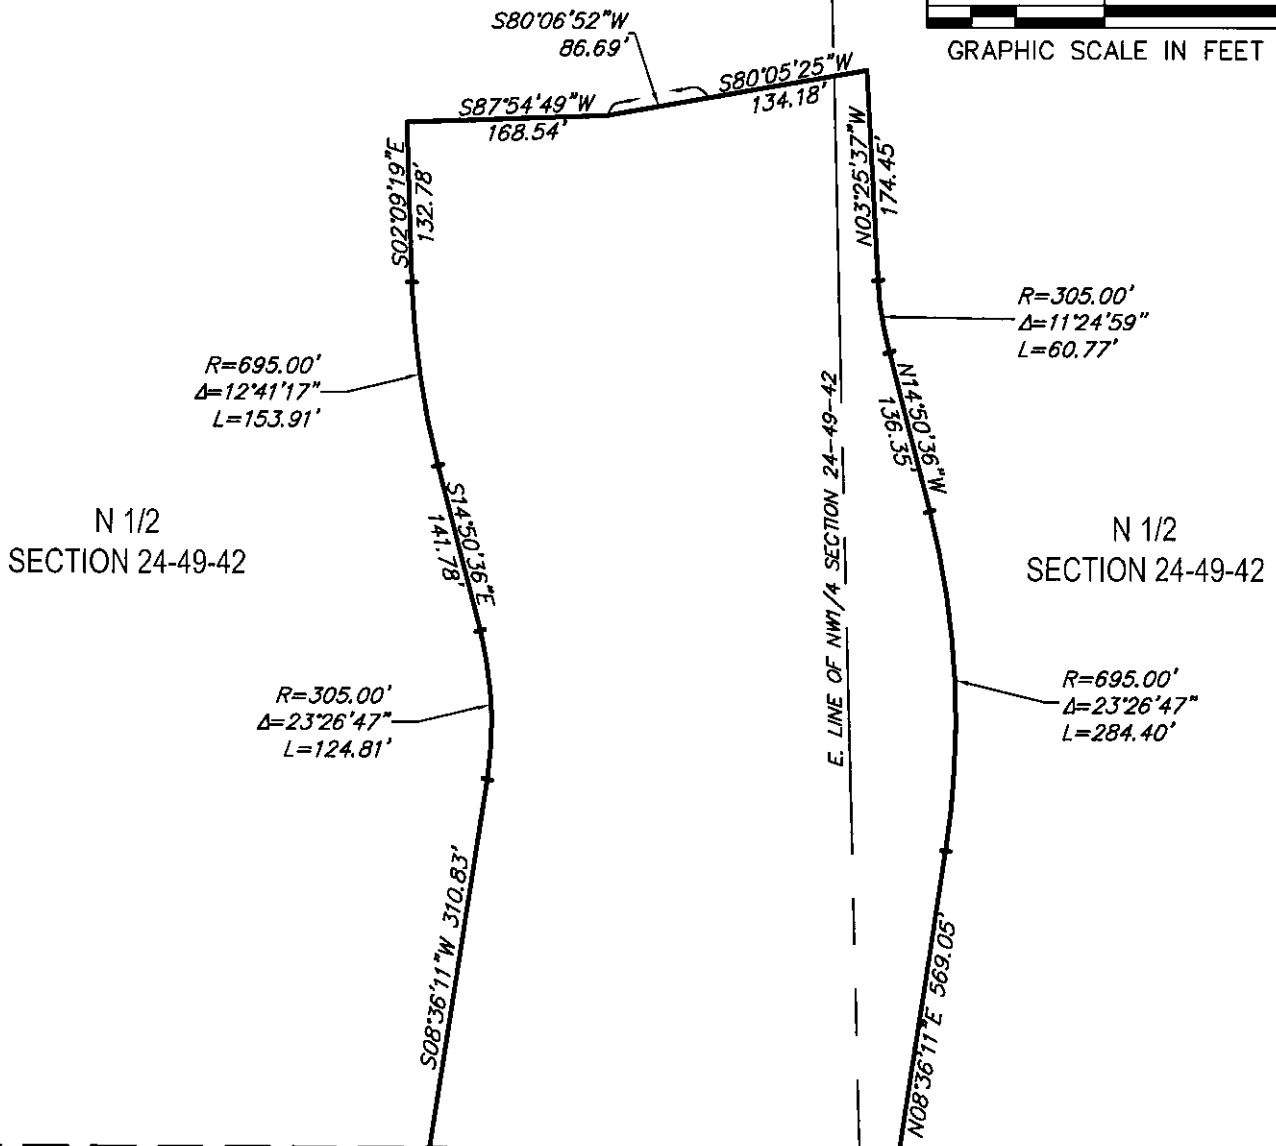 S80°06'52"W
86.69'
GRAPHIC SCALE IN FEET
S87°54'49"W
168.54'
S80°05'25"W
134.18'
S02°09'19"E
132.78'
N03°25'37"W
174.45'
R=305.00'
Δ=11°24'59"
L=60.77'
R=695.00'
Δ=12°41'17"
L=153.91'
N14°50'36"W
136.35'
E. LINE OF NW1/4 SECTION 24-49-42
S14°50'36"E
141.78'
N 1/2
SECTION 24-49-42
N 1/2
SECTION 24-49-42
R=305.00'
Δ=23°26'47"
L=124.81'
R=695.00'
Δ=23°26'47"
L=284.40'
S08°36'11"W 310.83'
N08°36'11"E 569.05'